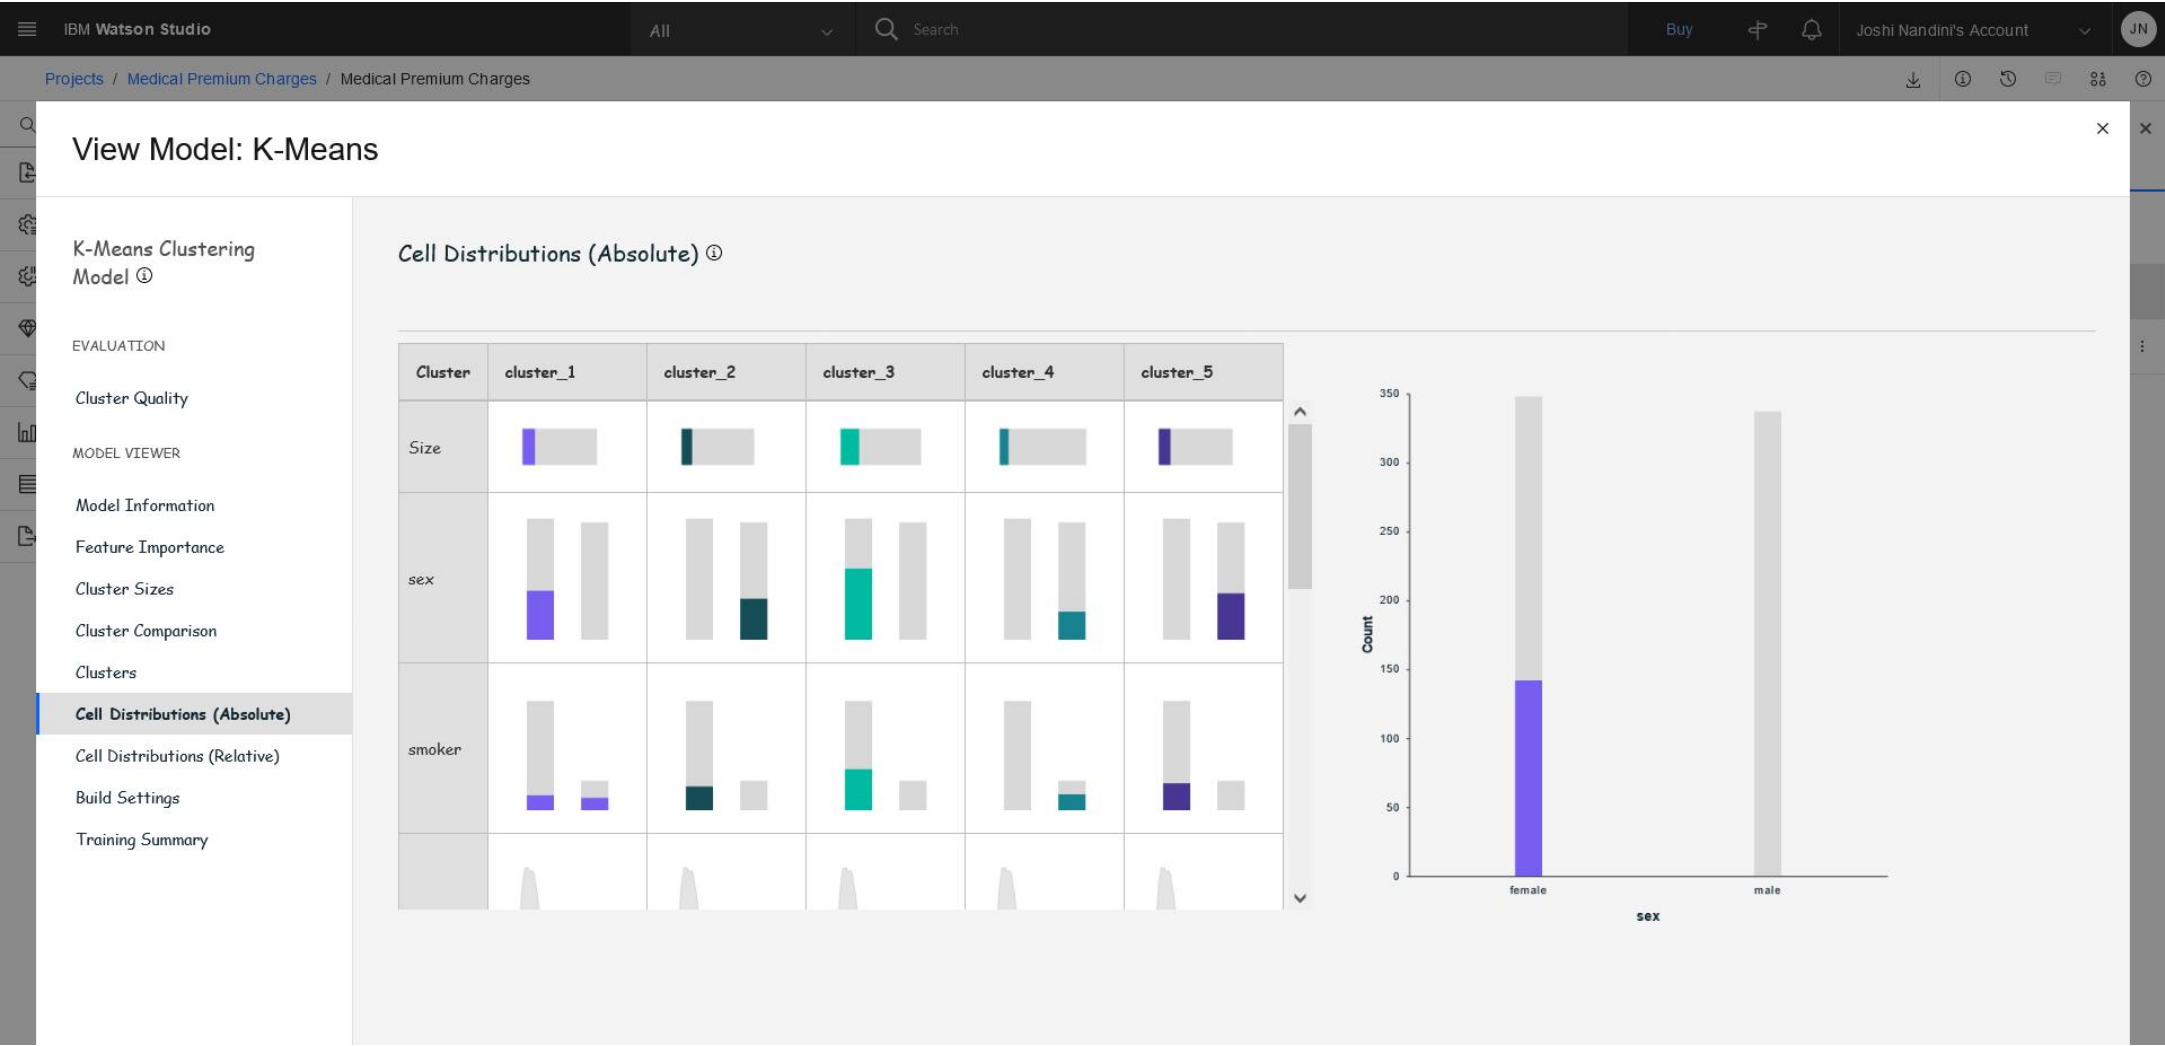 IBM Watson Studio
All
Search
Buy
Joshi Nandini's Account
JN
Projects / Medical Premium Charges / Medical Premium Charges
View Model: K-Means
K-Means Clustering
Model
EVALUATION
Cluster Quality
MODEL VIEWER
Model Information
Feature Importance
Cluster Sizes
Cluster Comparison
Clusters
Cell Distributions (Absolute)
Cell Distributions (Relative)
Build Settings
Training Summary
Cell Distributions (Absolute)
Cluster cluster_1 cluster_2 cluster_3 cluster_4 cluster_5
Size
sex
smoker
350
300
250
200
150
100
50
0
Count
female male
sex